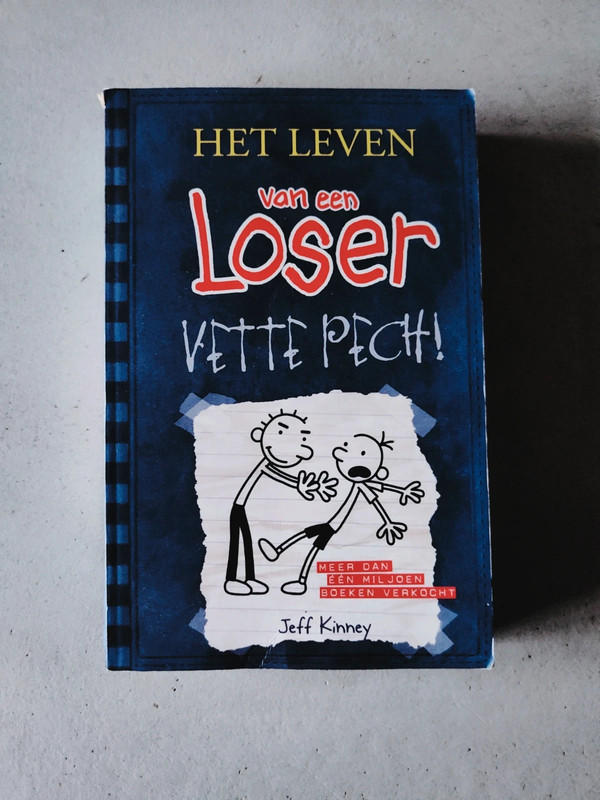 HET LEVEN
van een
Loser
VETTE PECH!
MEER DAN
ÉÉN MILJOEN
BOEKEN VERKOCHT
Jeff Kinney